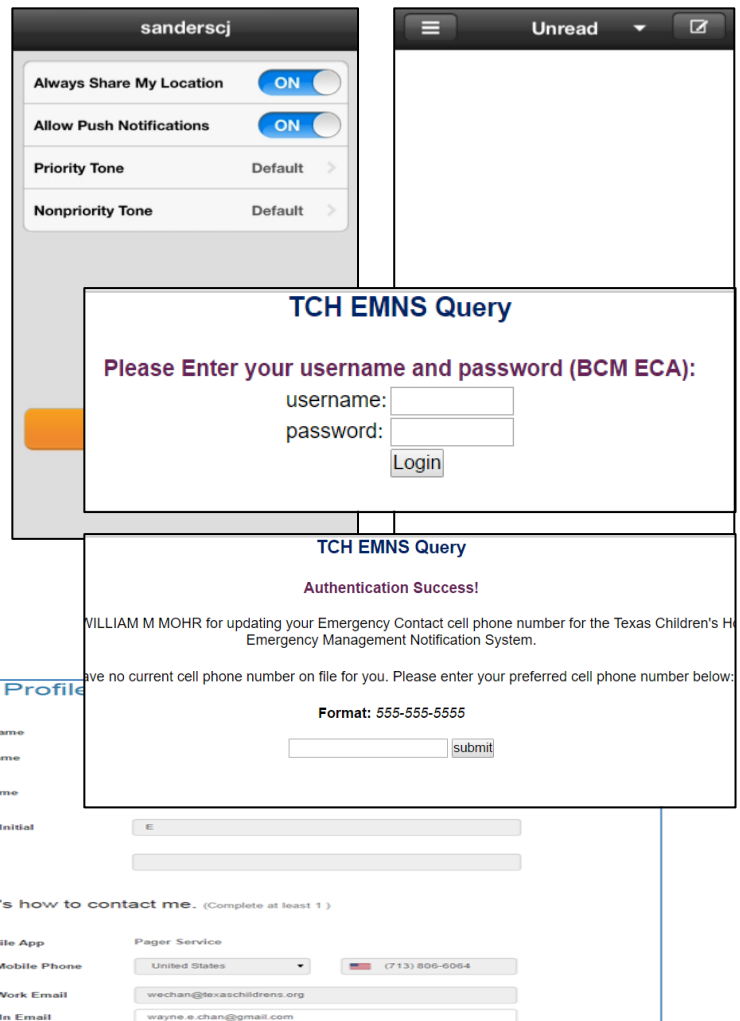 sanderscj
Always Share My Location ON
Allow Push Notifications ON
Priority Tone Default
Nonpriority Tone Default
Unread
TCH EMNS Query
Please Enter your username and password (BCM ECA):
username:
password:
Login
TCH EMNS Query
Authentication Success!
WILLIAM M MOHR for updating your Emergency Contact cell phone number for the Texas Children's Ho
Emergency Management Notification System.
ave no current cell phone number on file for you. Please enter your preferred cell phone number below:
Format: 555-555-5555
submit
Profile
ame
me
me
Initial E
's how to contact me. (Complete at least 1 )
ile App Pager Service
Mobile Phone United States (713) 806-6064
Work Email wechan@texaschildrens.org
In Email wayne.e.chan@gmail.com